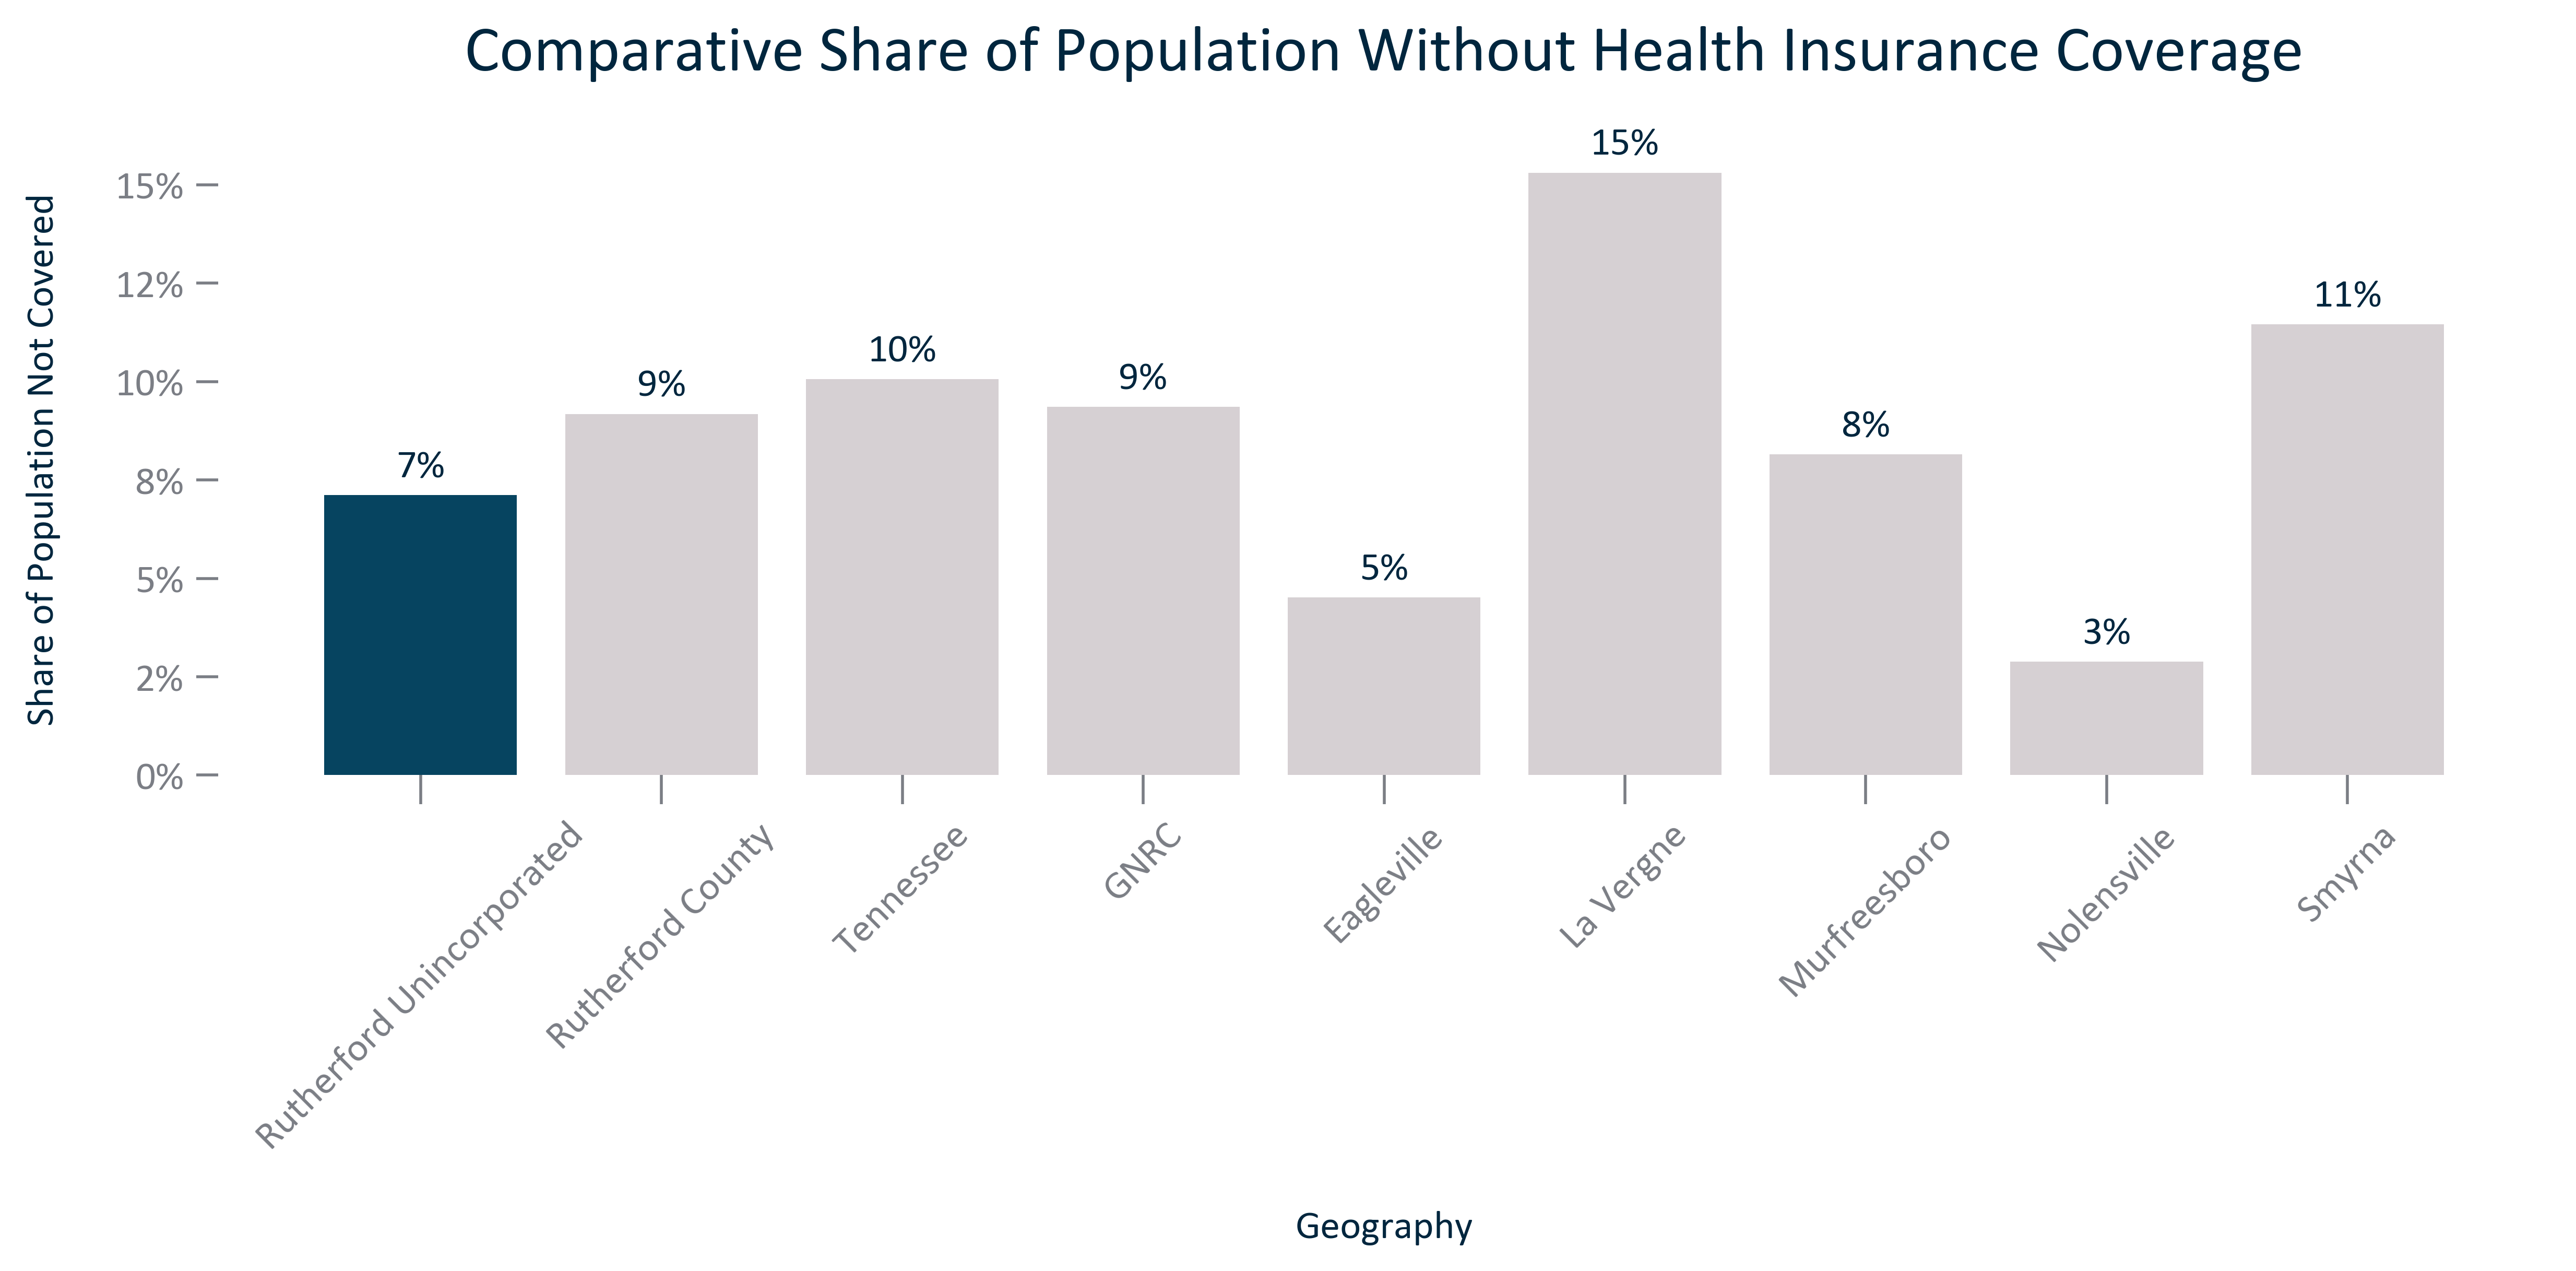 Comparative Share of Population Without Health Insurance Coverage
Share of Population Not Covered
15%
12%
10%
8%
5%
2%
0%
7%
9%
10%
9%
5%
15%
8%
3%
11%
Rutherford Unincorporated
Rutherford County
Tennessee
GNRC
Eagleville
La Vergne
Murfreesboro
Nolensville
Smyrna
Geography